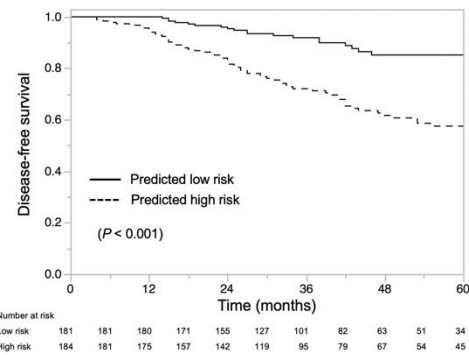 1.0
0.8
0.6
0.4
0.2
0.0
Disease-free survival
Predicted low risk
Predicted high risk
(P < 0.001)
0 12 24 36 48 60
Time (months)
Number at risk
Low risk 181 181 180 171 155 127 101 82 63 51 34
High risk 184 181 175 157 142 119 95 79 67 54 45